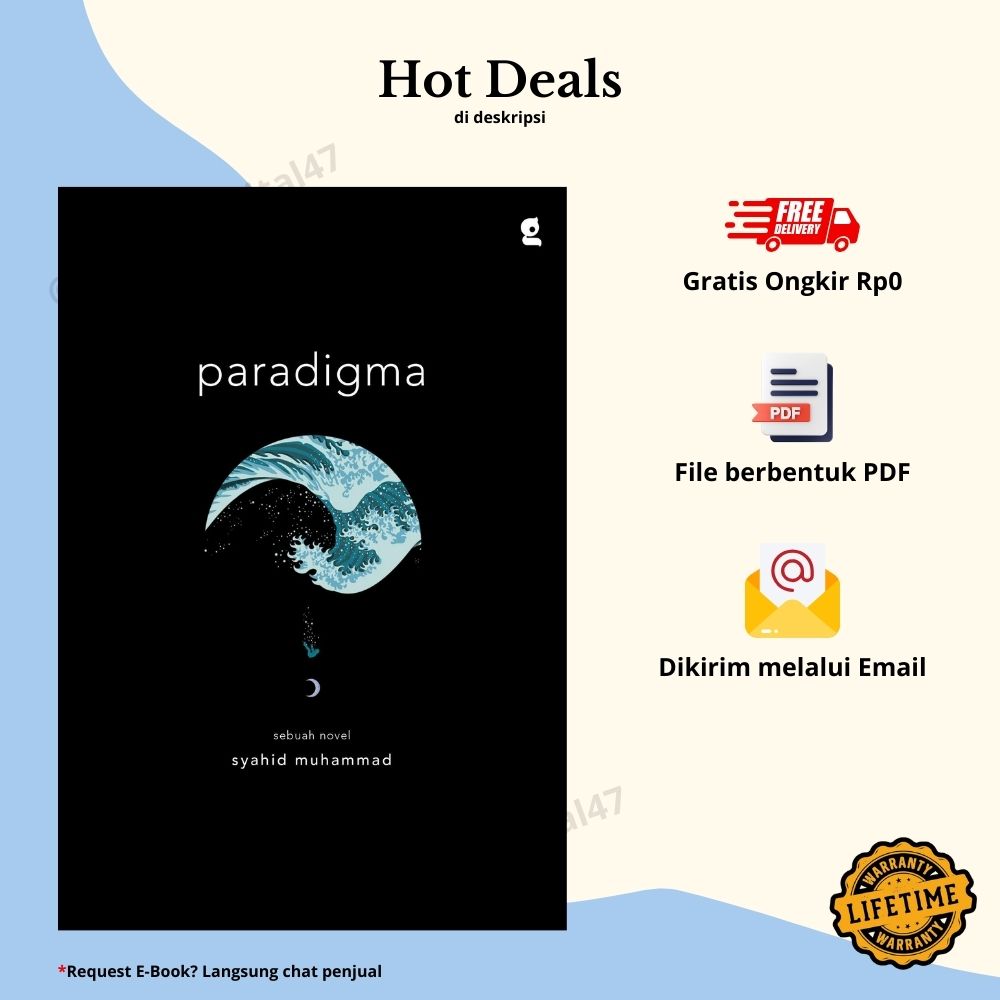 Hot Deals
di deskripsi
g
paradigma
sebuah novel
syahid muhammad
FREE
DELIVERY
Gratis Ongkir Rp0
PDF
File berbentuk PDF
@
Dikirim melalui Email
WARRANTY
LIFETIME
WARRANTY
*Request E-Book? Langsung chat penjual